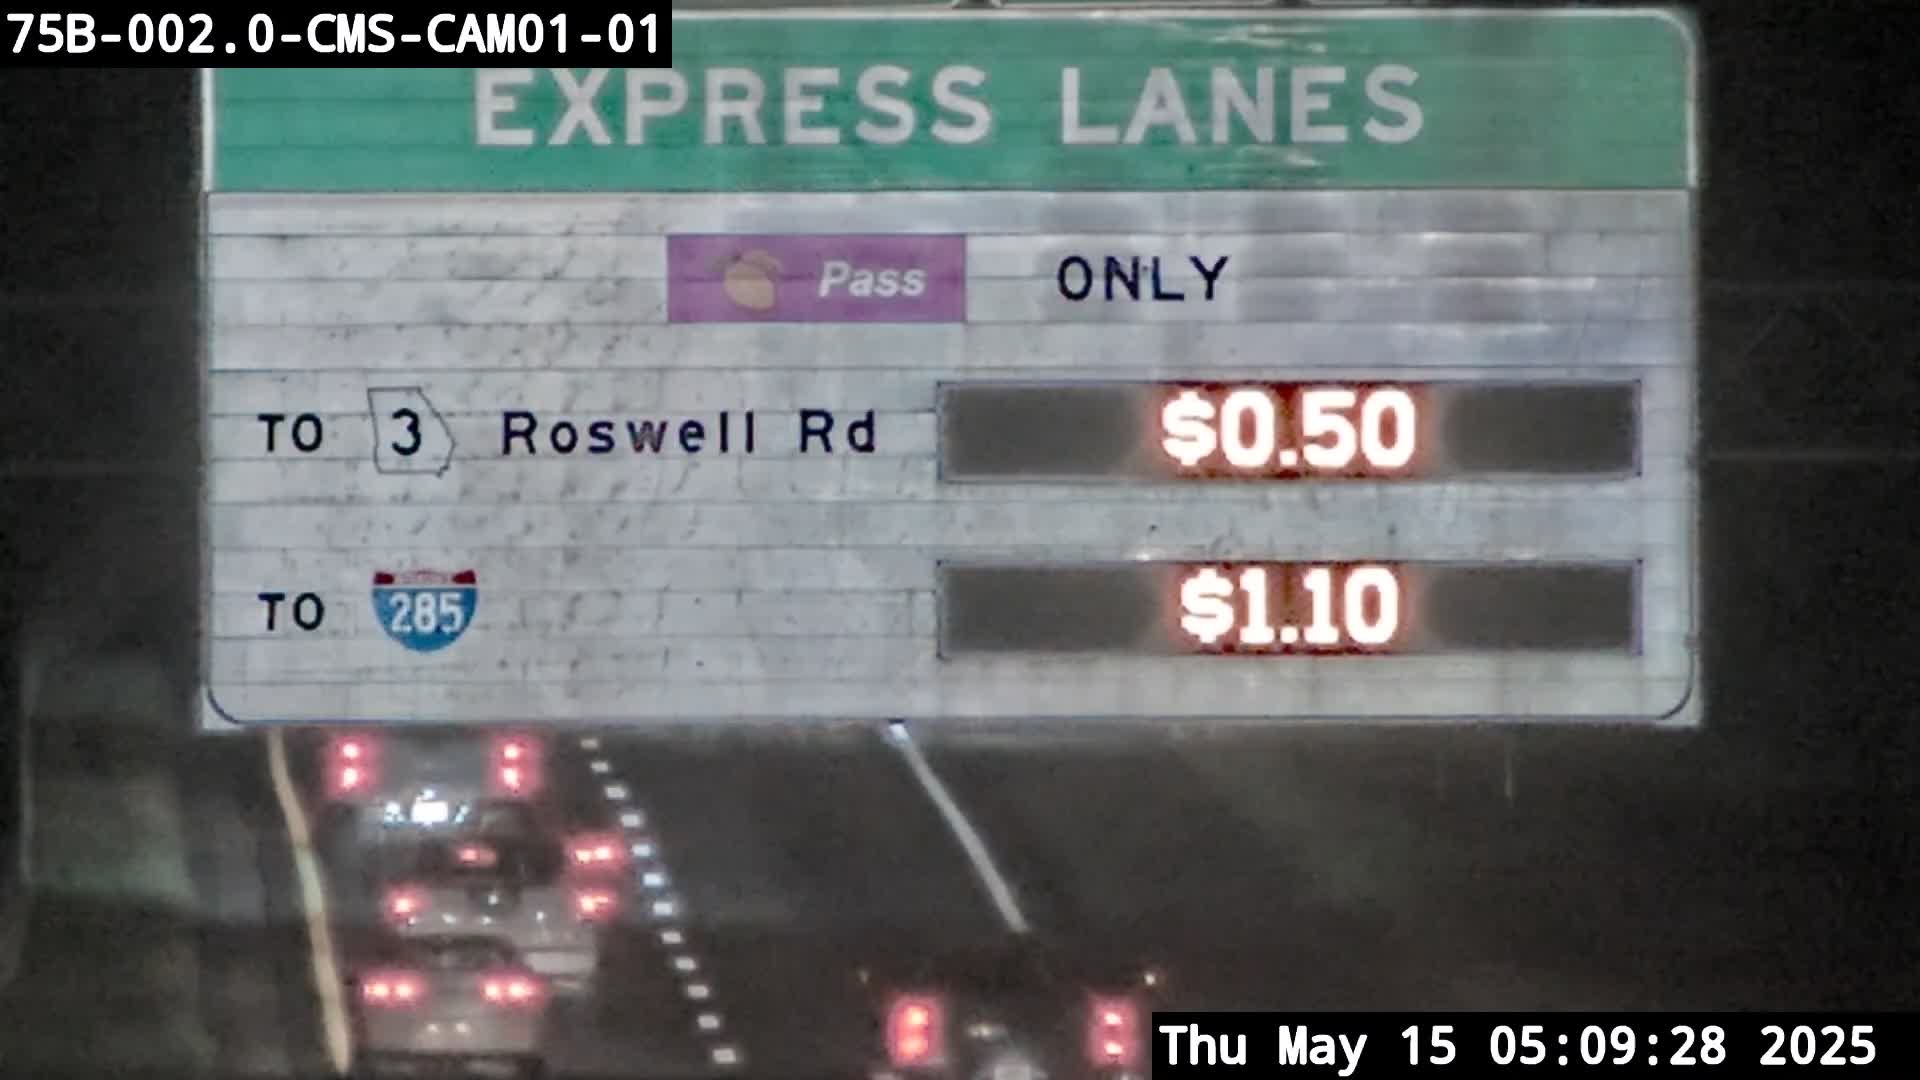 75B-002.0-CMS-CAM01-01
EXPRESS LANES
Pass ONLY
TO 3 Roswell Rd $0.50
TO 285 $1.10
Thu May 15 05:09:28 2025